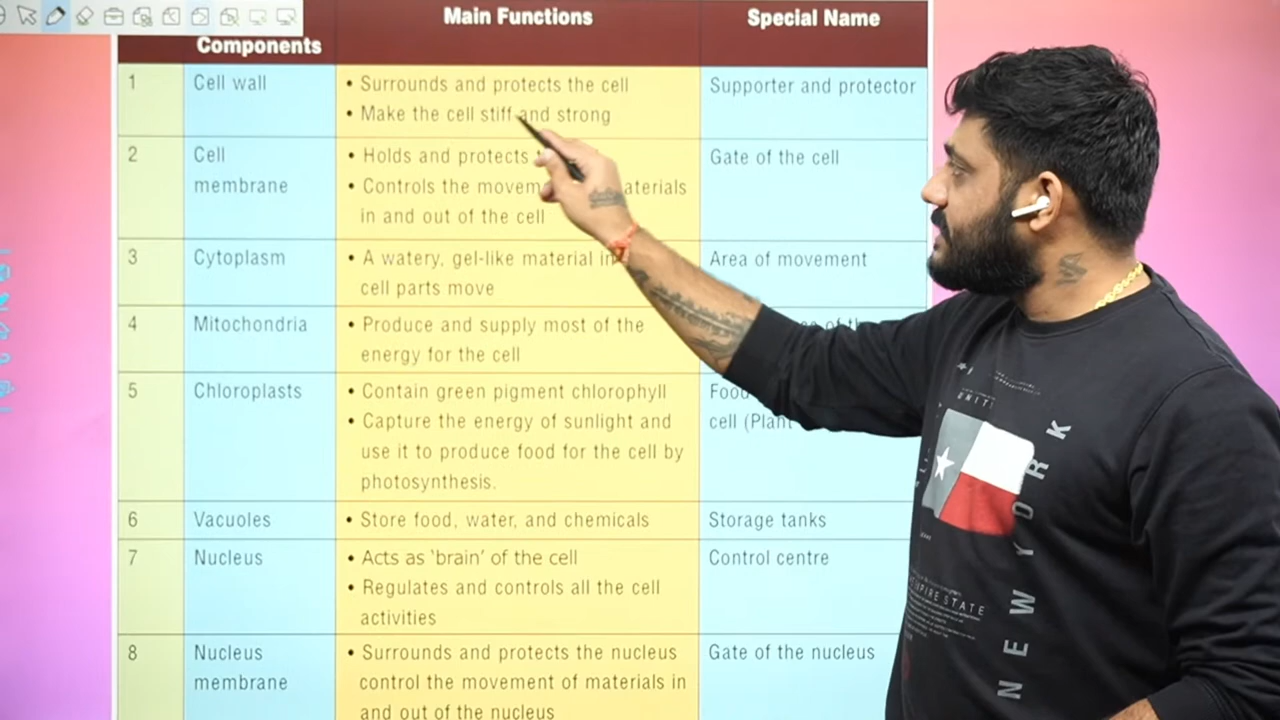 Main Functions
Special Name
Components
1
Cell wall
• Surrounds and protects the cell
• Make the cell stiff and strong
Supporter and protector
2
Cell
membrane
• Holds and protects
• Controls the movem aterials
in and out of the cell
Gate of the cell
3
Cytoplasm
• A watery, gel-like material in
cell parts move
Area of movement
4
Mitochondria
• Produce and supply most of the
energy for the cell
of th
5
Chloroplasts
• Contain green pigment chlorophyll
• Capture the energy of sunlight and
use it to produce food for the cell by
photosynthesis.
Food
cell (Plant
6
Vacuoles
• Store food, water, and chemicals
Storage tanks
7
Nucleus
• Acts as ‘brain’ of the cell
• Regulates and controls all the cell
activities
Control centre
8
Nucleus
membrane
• Surrounds and protects the nucleus
control the movement of materials in
and out of the nucleus
Gate of the nucleus
UNIT
NEW YORK
EMPIRE STATE